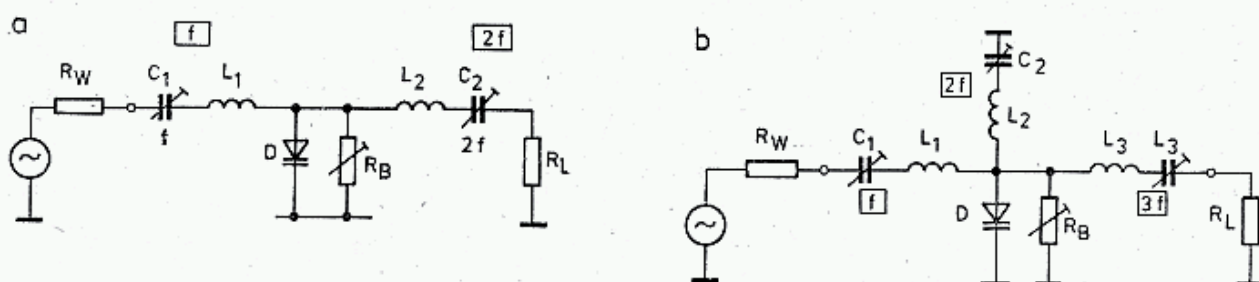 a
f
2f
R_W
C_1
L_1
L_2
C_2
f
2f
D
R_B
R_L
b
C_2
2f
L_2
R_W
C_1
L_1
L_3
L_3
f
3f
D
R_B
R_L